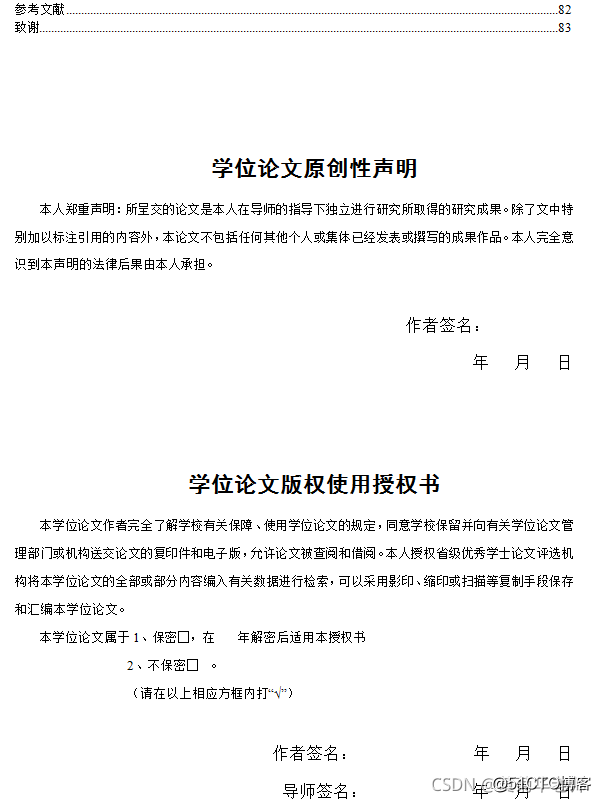 参考文献................82
致谢................83
学位论文原创性声明
本人郑重声明：所呈交的论文是本人在导师的指导下独立进行研究所取得的研究成果。除了文中特
别加以标注引用的内容外，本论文不包括任何其他个人或集体已经发表或撰写的成果作品。本人完全意
识到本声明的法律后果由本人承担。
作者签名：
年 月 日
学位论文版权使用授权书
本学位论文作者完全了解学校有关保障、使用学位论文的规定，同意学校保留并向有关学位论文管
理部门或机构送交论文的复印件和电子版，允许论文被查阅和借阅。本人授权省级优秀学士论文评选机
构将本学位论文的全部或部分内容编入有关数据进行检索，可以采用影印、缩印或扫描等复制手段保存
和汇编本学位论文。
本学位论文属于 1、保密□，在 年解密后适用本授权书
2、不保密□ 。
（请在以上相应方框内打“√”）
作者签名： 年 月 日
导师签名： 年 月 日
CSDN @51CTO博客